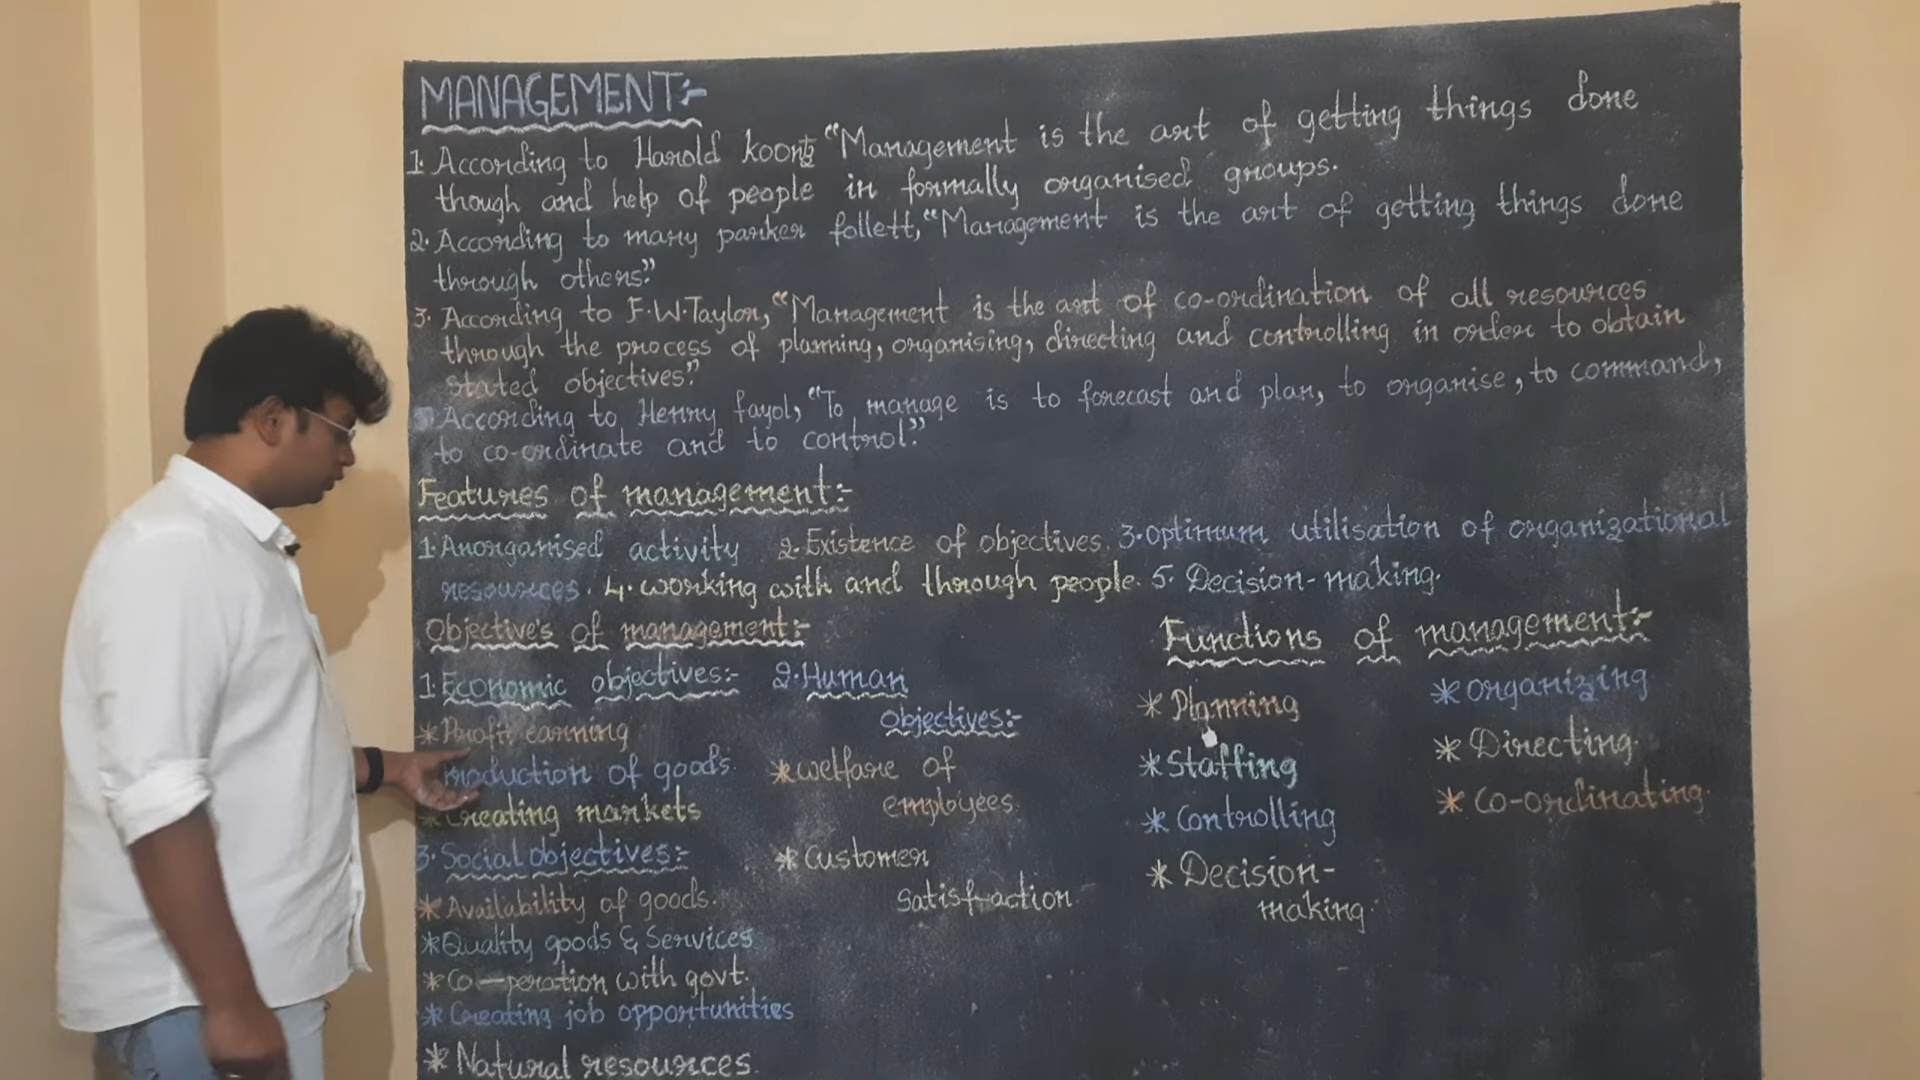 MANAGEMENT:-
1. According to Harold koontz "Management is the art of getting things done
though and help of people in formally organised groups.
2. According to mary parker follett, "Management is the art of getting things done
through others."
3. According to F.W.Taylor, "Management is the art of co-ordination of all resources
through the process of planning, organising, directing and controlling in order to obtain
stated objectives."
According to Henry fayol, "To manage is to forecast and plan, to organise, to command,
to co-ordinate and to control."
Features of management:-
1. An organised activity 2. Existence of objectives. 3. optimum utilisation of organizational
resources. 4. working with and through people. 5. Decision-making.
Objective's of management:-
1. Economic objectives:-
* Profit earning
production of goods
* Creating markets
3. Social objectives:-
* Availability of goods.
* Quality goods & Services
* Co-peration with govt.
* Creating job opportunities
* Natural resources.
2. Human
Objectives:-
* welfare of
employees.
* Customer
Satisfaction.
Functions of management:-
* Planning
* Staffing
* Controlling
* Decision-
making.
* organizing
* Directing.
* Co-ordinating.